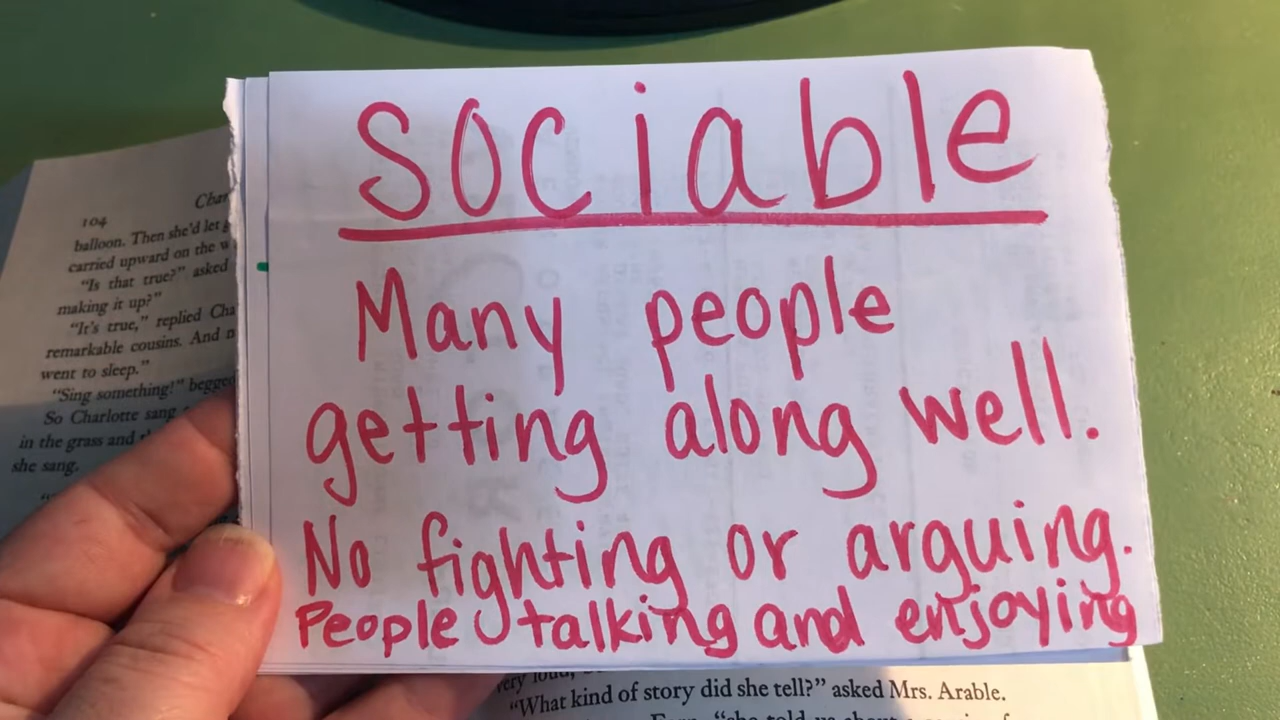 sociable
Many people
getting along well.
No fighting or arguing.
People talking and enjoying
104
balloon. Then she'd let
carried upward on the
"Is that true?" asked
making it up?"
"It's true," replied
remarkable cousins. And
went to sleep."
"Sing something!" begged
So Charlotte sang
in the grass and
she sang.
very loud,
"What kind of story did she tell?" asked Mrs. Arable.